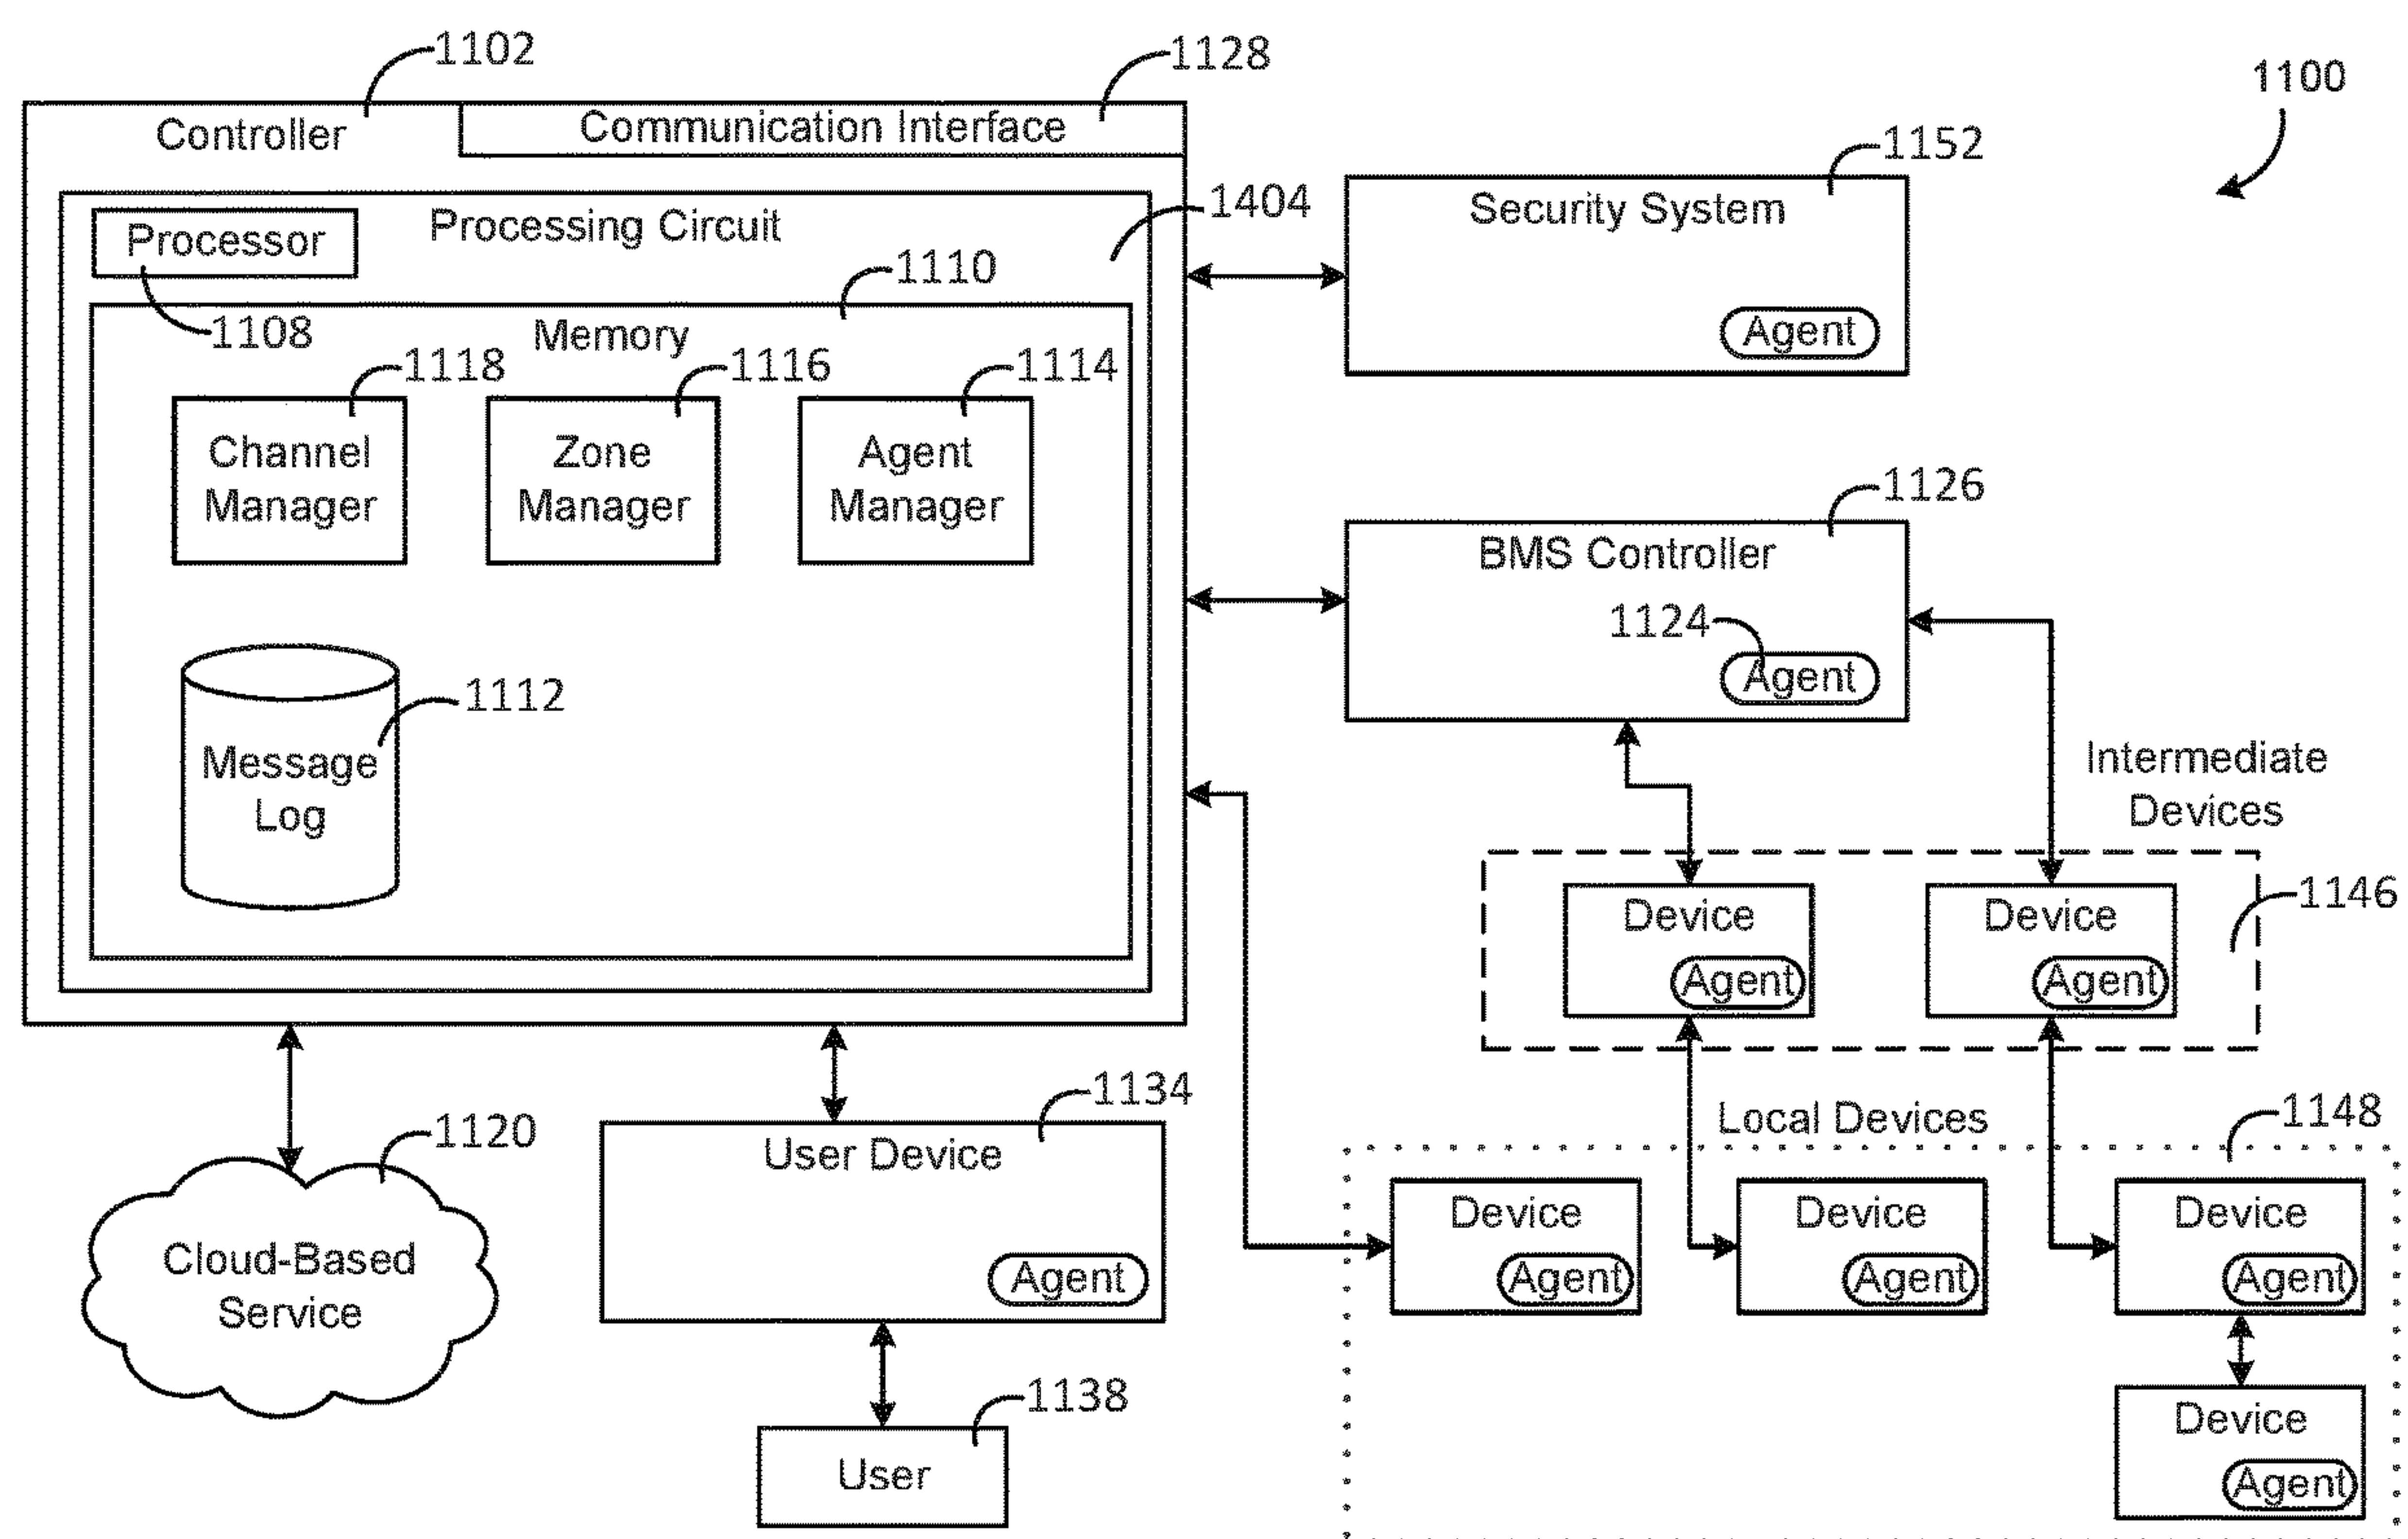 1102
1128
1100
Controller
Communication Interface
1152
Security System
1404
Processing Circuit
Processor
1110
1108
Memory
Agent
1118
1116
1114
Channel
Manager
Zone
Manager
Agent
Manager
1126
BMS Controller
1124
Agent
1112
Message
Log
Intermediate
Devices
1146
Device
Agent
Device
Agent
1134
User Device
Agent
1120
Cloud-Based
Service
Local Devices
1148
Device
Agent
Device
Agent
Device
Agent
1138
User
Device
Agent